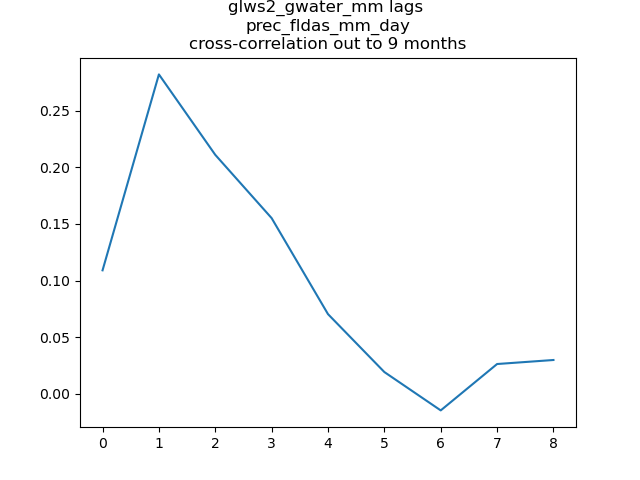 glws2_gwater_mm lags
prec_fldas_mm_day
cross-correlation out to 9 months
0.25
0.20
0.15
0.10
0.05
0.00
0 1 2 3 4 5 6 7 8